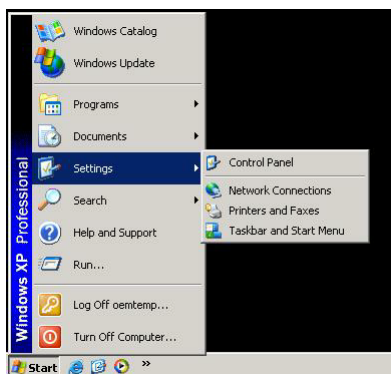 Windows Catalog
Windows Update
Programs
Documents
Settings
Search
Help and Support
Run...
Log Off oemtemp...
Turn Off Computer...
Control Panel
Network Connections
Printers and Faxes
Taskbar and Start Menu
Windows XP Professional
Start
»